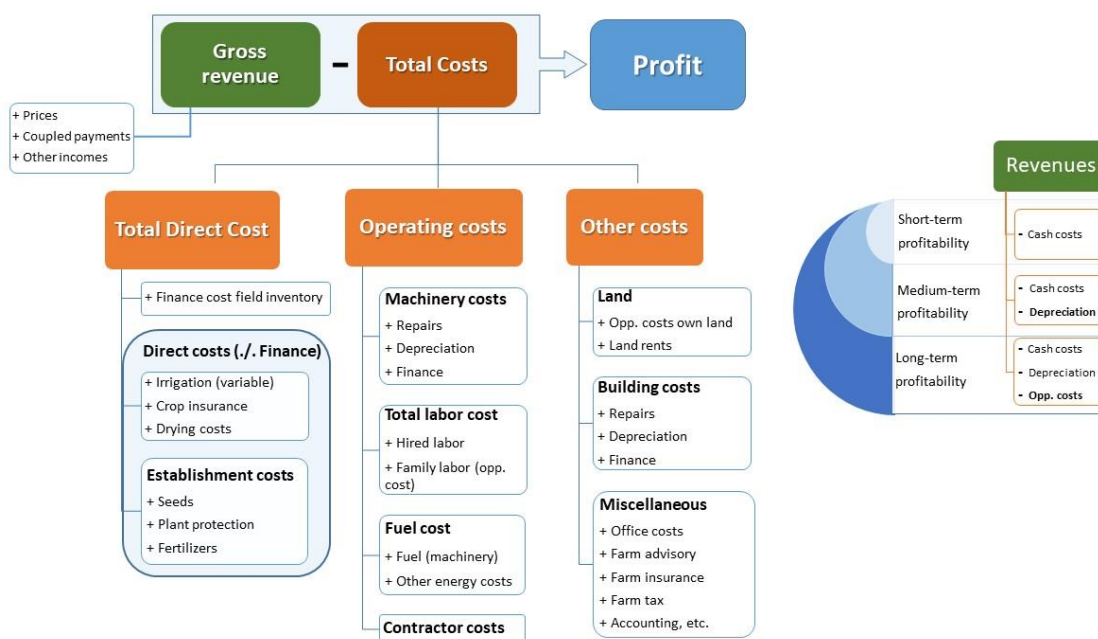 Gross
revenue
-
Total Costs
Profit
+ Prices
+ Coupled payments
+ Other incomes
Total Direct Cost
+ Finance cost field inventory
Direct costs (./. Finance)
+ Irrigation (variable)
+ Crop insurance
+ Drying costs
Establishment costs
+ Seeds
+ Plant protection
+ Fertilizers
Operating costs
Machinery costs
+ Repairs
+ Depreciation
+ Finance
Total labor cost
+ Hired labor
+ Family labor (opp.
cost)
Fuel cost
+ Fuel (machinery)
+ Other energy costs
Contractor costs
Other costs
Land
+ Opp. costs own land
+ Land rents
Building costs
+ Repairs
+ Depreciation
+ Finance
Miscellaneous
+ Office costs
+ Farm advisory
+ Farm insurance
+ Farm tax
+ Accounting, etc.
Revenues
Short-term
profitability
- Cash costs
Medium-term
profitability
- Cash costs
- Depreciation
Long-term
profitability
- Cash costs
- Depreciation
- Opp. costs